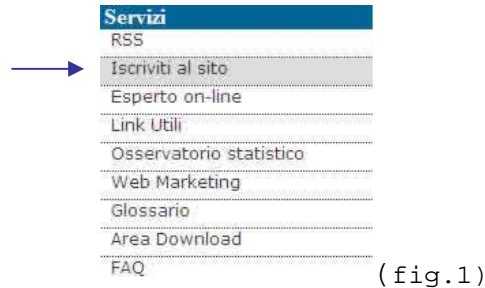 Servizi
RSS
Iscriviti al sito
Esperto on-line
Link Utili
Osservatorio statistico
Web Marketing
Glossario
Area Download
FAQ
(fig.1)